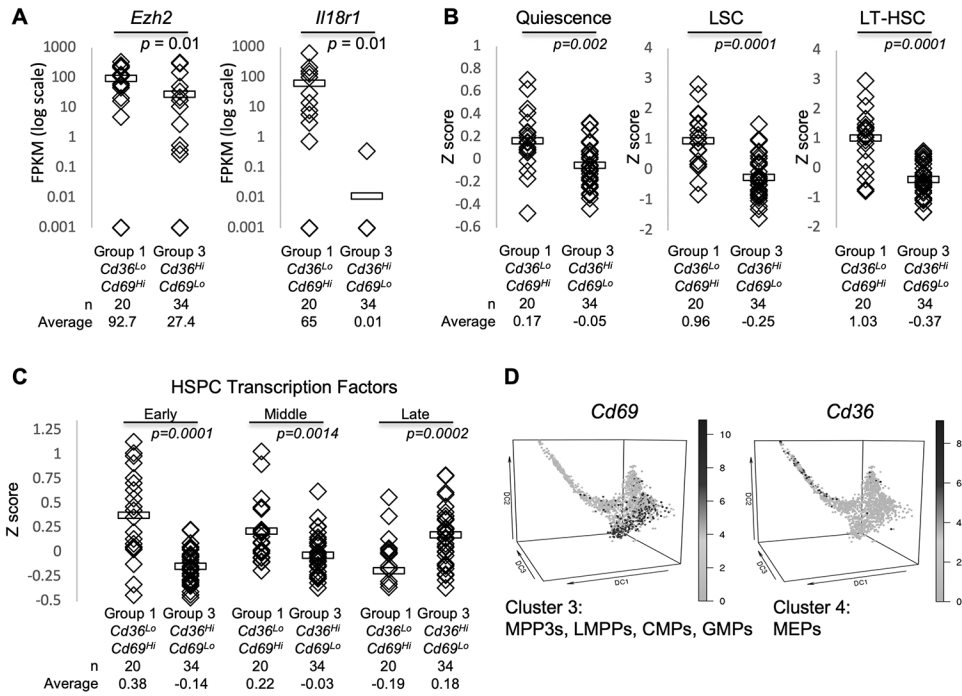 A
Ezh2
Il18r1
p = 0.01
p = 0.01
FPKM (log scale)
1000
100
10
1
0.1
0.01
0.001
FPKM (log scale)
1000
100
10
1
0.1
0.01
0.001
Group 1 Group 3
Cd36Lo Cd36Hi
Cd69Hi Cd69Lo
n 20 34
Average 92.7 27.4
Group 1 Group 3
Cd36Lo Cd36Hi
Cd69Hi Cd69Lo
20 34
65 0.01
B
Quiescence
LSC
LT-HSC
p=0.002
p=0.0001
p=0.0001
Z score
1
0.8
0.6
0.4
0.2
0
-0.2
-0.4
-0.6
Z score
4
3
2
1
0
-1
-2
Z score
4
3
2
1
0
-1
-2
Group 1 Group 3
Cd36Lo Cd36Hi
Cd69Hi Cd69Lo
n 20 34
Average 0.17 -0.05
Group 1 Group 3
Cd36Lo Cd36Hi
Cd69Hi Cd69Lo
20 34
0.96 -0.25
Group 1 Group 3
Cd36Lo Cd36Hi
Cd69Hi Cd69Lo
20 34
1.03 -0.37
C
HSPC Transcription Factors
Early
Middle
Late
p=0.0001
p=0.0014
p=0.0002
Z score
1.25
1
0.75
0.5
0.25
0
-0.25
-0.5
Group 1 Group 3 Group 1 Group 3 Group 1 Group 3
Cd36Lo Cd36Hi Cd36Lo Cd36Hi Cd36Lo Cd36Hi
Cd69Hi Cd69Lo Cd69Hi Cd69Lo Cd69Hi Cd69Lo
n 20 34 20 34 20 34
Average 0.38 -0.14 0.22 -0.03 -0.19 0.18
D
Cd69
Cd36
DC2
DC3
DC1
10
8
6
4
2
0
DC2
DC3
DC1
8
6
4
2
0
Cluster 3:
MPP3s, LMPPs, CMPs, GMPs
Cluster 4:
MEPs